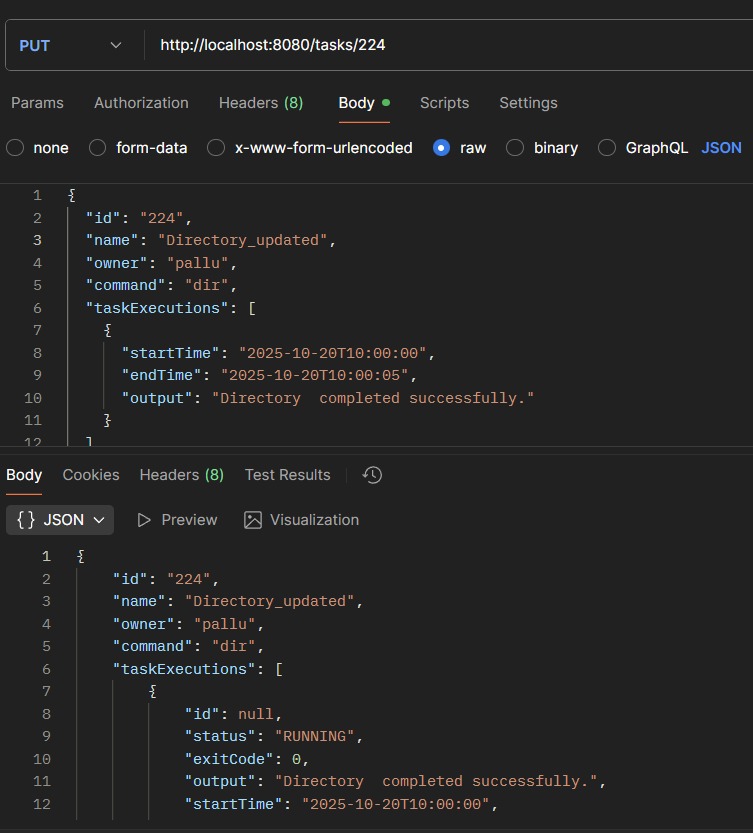 PUT http://localhost:8080/tasks/224
Params Authorization Headers (8) Body Scripts Settings
none form-data x-www-form-urlencoded raw binary GraphQL JSON
1 {
2 "id": "224",
3 "name": "Directory_updated",
4 "owner": "pallu",
5 "command": "dir",
6 "taskExecutions": [
7 {
8 "startTime": "2025-10-20T10:00:00",
9 "endTime": "2025-10-20T10:00:05",
10 "output": "Directory  completed successfully."
11 }
12 ]
Body Cookies Headers (8) Test Results
{} JSON Preview Visualization
1 {
2 "id": "224",
3 "name": "Directory_updated",
4 "owner": "pallu",
5 "command": "dir",
6 "taskExecutions": [
7 {
8 "id": null,
9 "status": "RUNNING",
10 "exitCode": 0,
11 "output": "Directory  completed successfully.",
12 "startTime": "2025-10-20T10:00:00",